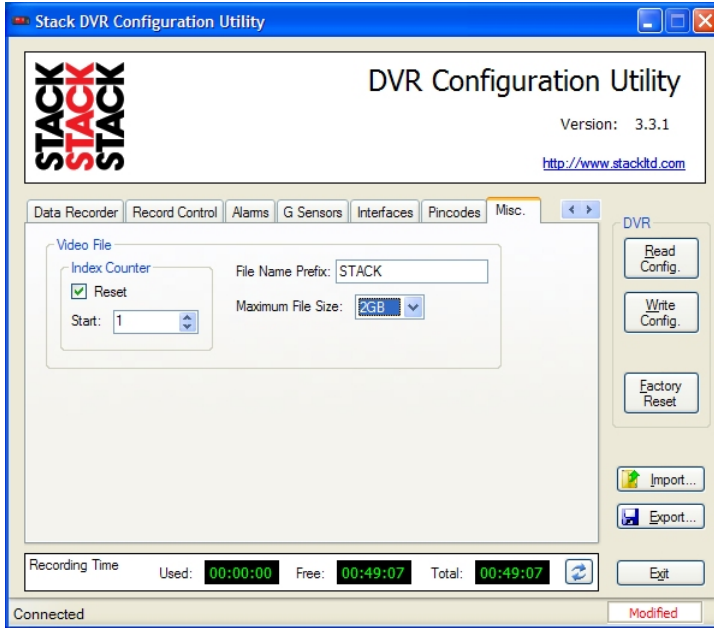 Stack DVR Configuration Utility
STACK
STACK
STACK
DVR Configuration Utility
Version: 3.3.1
http://www.stackltd.com
Data Recorder Record Control Alarms G Sensors Interfaces Pincodes Misc.
Video File
Index Counter
Reset
Start: 1
File Name Prefix: STACK
Maximum File Size: 2GB
DVR
Read Config.
Write Config.
Factory Reset
Import...
Export...
Recording Time
Used: 00:00:00 Free: 00:49:07 Total: 00:49:07
Exit
Connected
Modified